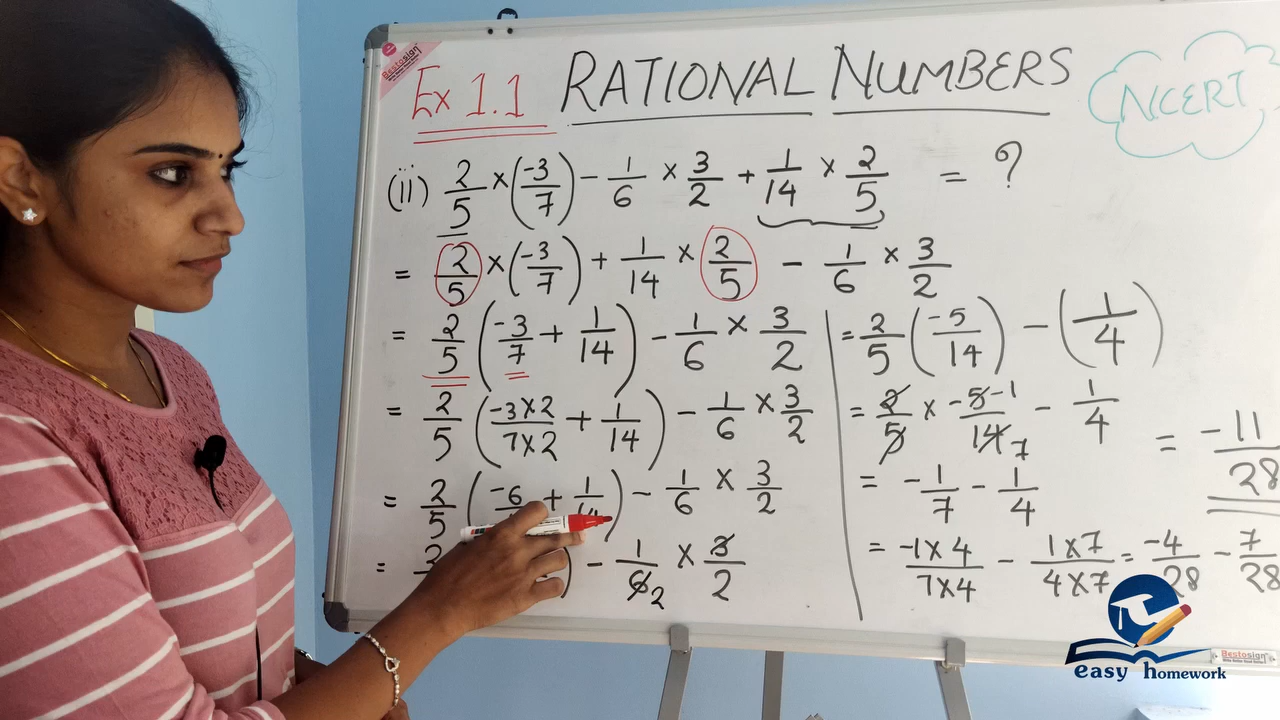 Bestosign
Ex 1.1 RATIONAL NUMBERS NCERT
(ii) 2/5 × (-3/7) - 1/6 × 3/2 + 1/14 × 2/5 = ?
= 2/5 × (-3/7) + 1/14 × 2/5 - 1/6 × 3/2
= 2/5 (-3/7 + 1/14) - 1/6 × 3/2
= 2/5 (-3×2/7×2 + 1/14) - 1/6 × 3/2
= 2/5 (-6 + 1/14) - 1/6 × 3/2
= 2 ) - 1/6 2 × 3/2
= 2/5 (-5/14) - (1/4)
= 2/5 × -5 -1/14 7 - 1/4
= -1/7 - 1/4
= -1×4/7×4 - 1×7/4×7 = -4/28 - 7/28
= -11/28
easy homework
Bestosign